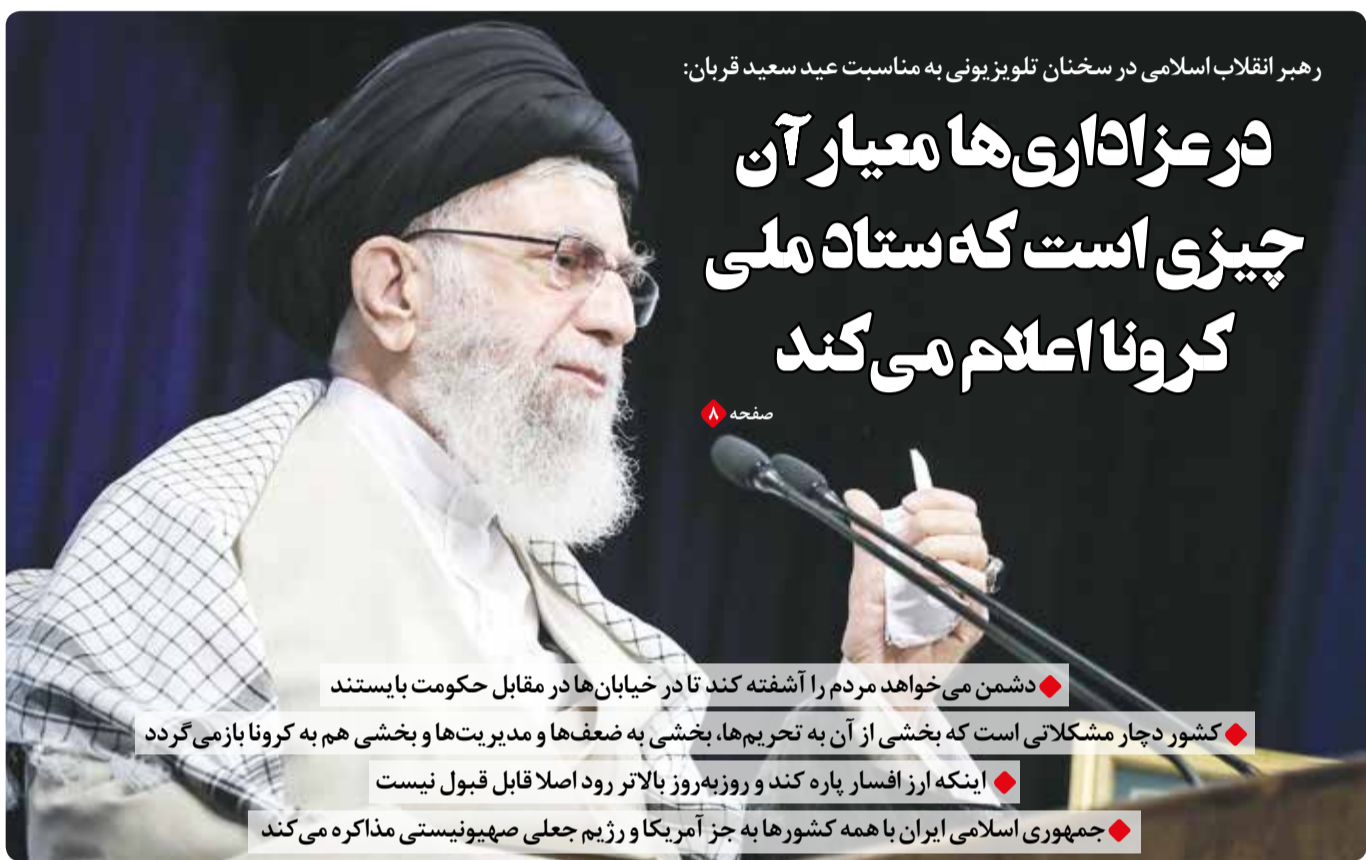 رهبر انقلاب اسلامی در سخنان تلویزیونی به مناسبت عید سعید قربان:
در عزاداری‌ها معیار آن
چیزی است که ستاد ملی
کرونا اعلام می‌کند
صفحه ۸
دشمن می‌خواهد مردم را آشفته کند تا در خیابان‌ها در مقابل حکومت بایستند
کشور دچار مشکلاتی است که بخشی از آن به تحریم‌ها، بخشی به ضعف‌ها و مدیریت‌ها و بخشی هم به کرونا بازمی‌گردد
اینکه ارز افسار پاره کند و روزبه‌روز بالاتر رود اصلا قابل قبول نیست
جمهوری اسلامی ایران با همه کشورها به جز آمریکا و رژیم جعلی صهیونیستی مذاکره می‌کند